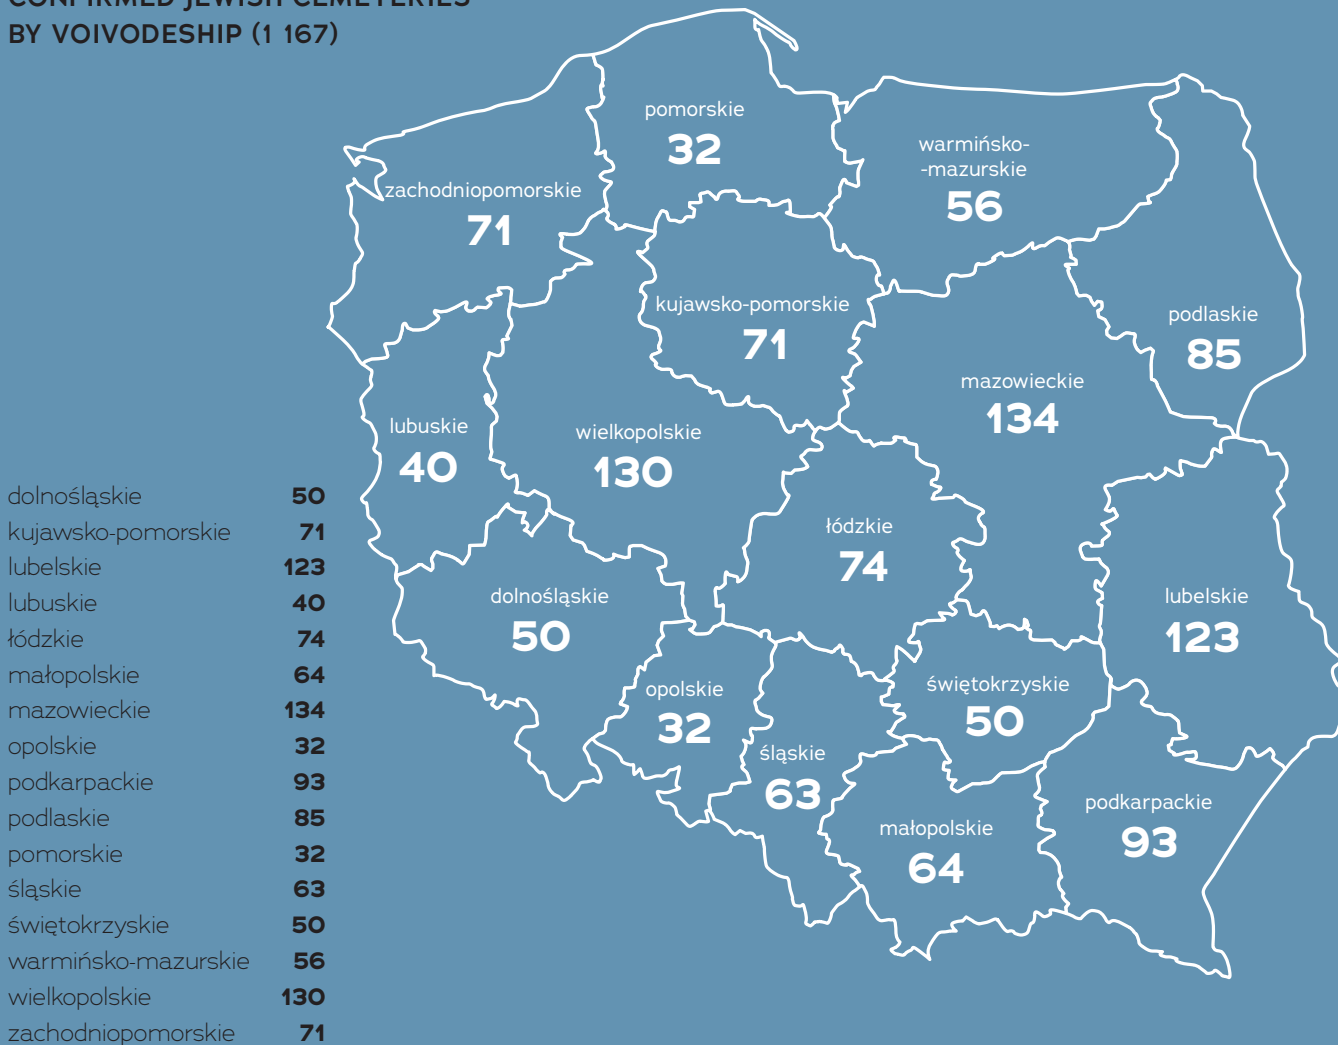 CONFIRMED JEWISH CEMETERIES
BY VOIVODESHIP (1 167)
pomorskie
32
warmińsko-
-mazurskie
56
zachodniopomorskie
71
kujawsko-pomorskie
71
podlaskie
85
mazowieckie
134
lubuskie
40
wielkopolskie
130
łódzkie
74
dolnośląskie
50
lubelskie
123
opolskie
32
świętokrzyskie
50
śląskie
63
małopolskie
64
podkarpackie
93
dolnośląskie 50
kujawsko-pomorskie 71
lubelskie 123
lubuskie 40
łódzkie 74
małopolskie 64
mazowieckie 134
opolskie 32
podkarpackie 93
podlaskie 85
pomorskie 32
śląskie 63
świętokrzyskie 50
warmińsko-mazurskie 56
wielkopolskie 130
zachodniopomorskie 71